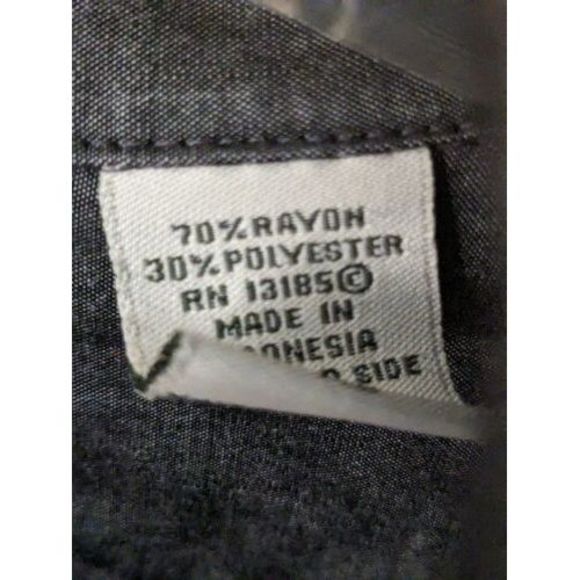 70% RAYON
30% POLYESTER
RN 13185©
MADE IN
ONESIA
SIDE